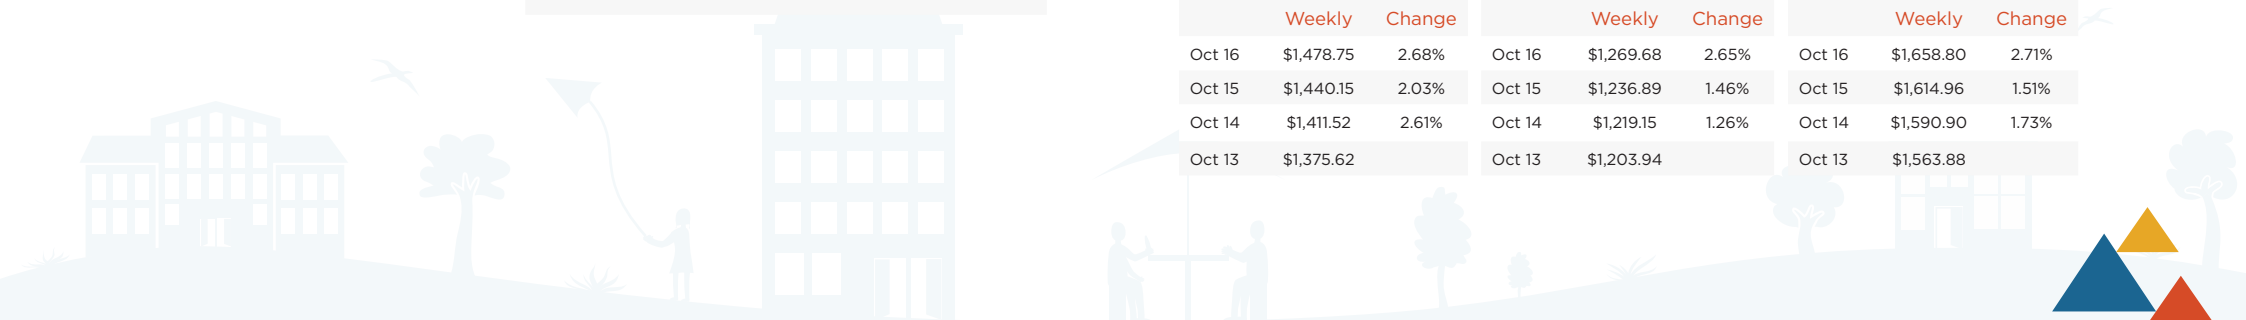 Weekly Change Weekly Change Weekly Change
Oct 16 $1,478.75 2.68% Oct 16 $1,269.68 2.65% Oct 16 $1,658.80 2.71%
Oct 15 $1,440.15 2.03% Oct 15 $1,236.89 1.46% Oct 15 $1,614.96 1.51%
Oct 14 $1,411.52 2.61% Oct 14 $1,219.15 1.26% Oct 14 $1,590.90 1.73%
Oct 13 $1,375.62 Oct 13 $1,203.94 Oct 13 $1,563.88